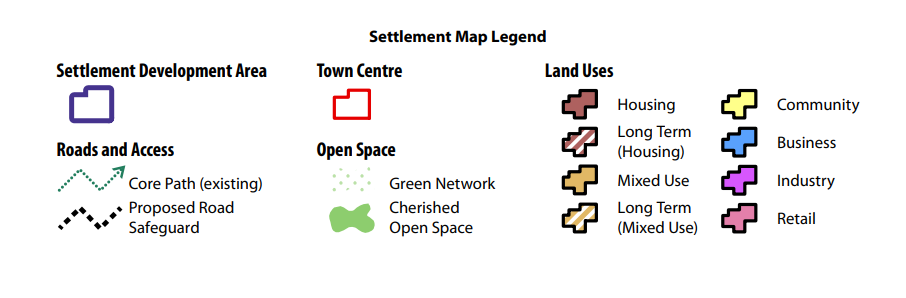 Settlement Map Legend
Settlement Development Area
Town Centre
Land Uses
Roads and Access
Core Path (existing)
Proposed Road
Safeguard
Open Space
Green Network
Cherished
Open Space
Housing
Long Term
(Housing)
Mixed Use
Long Term
(Mixed Use)
Community
Business
Industry
Retail